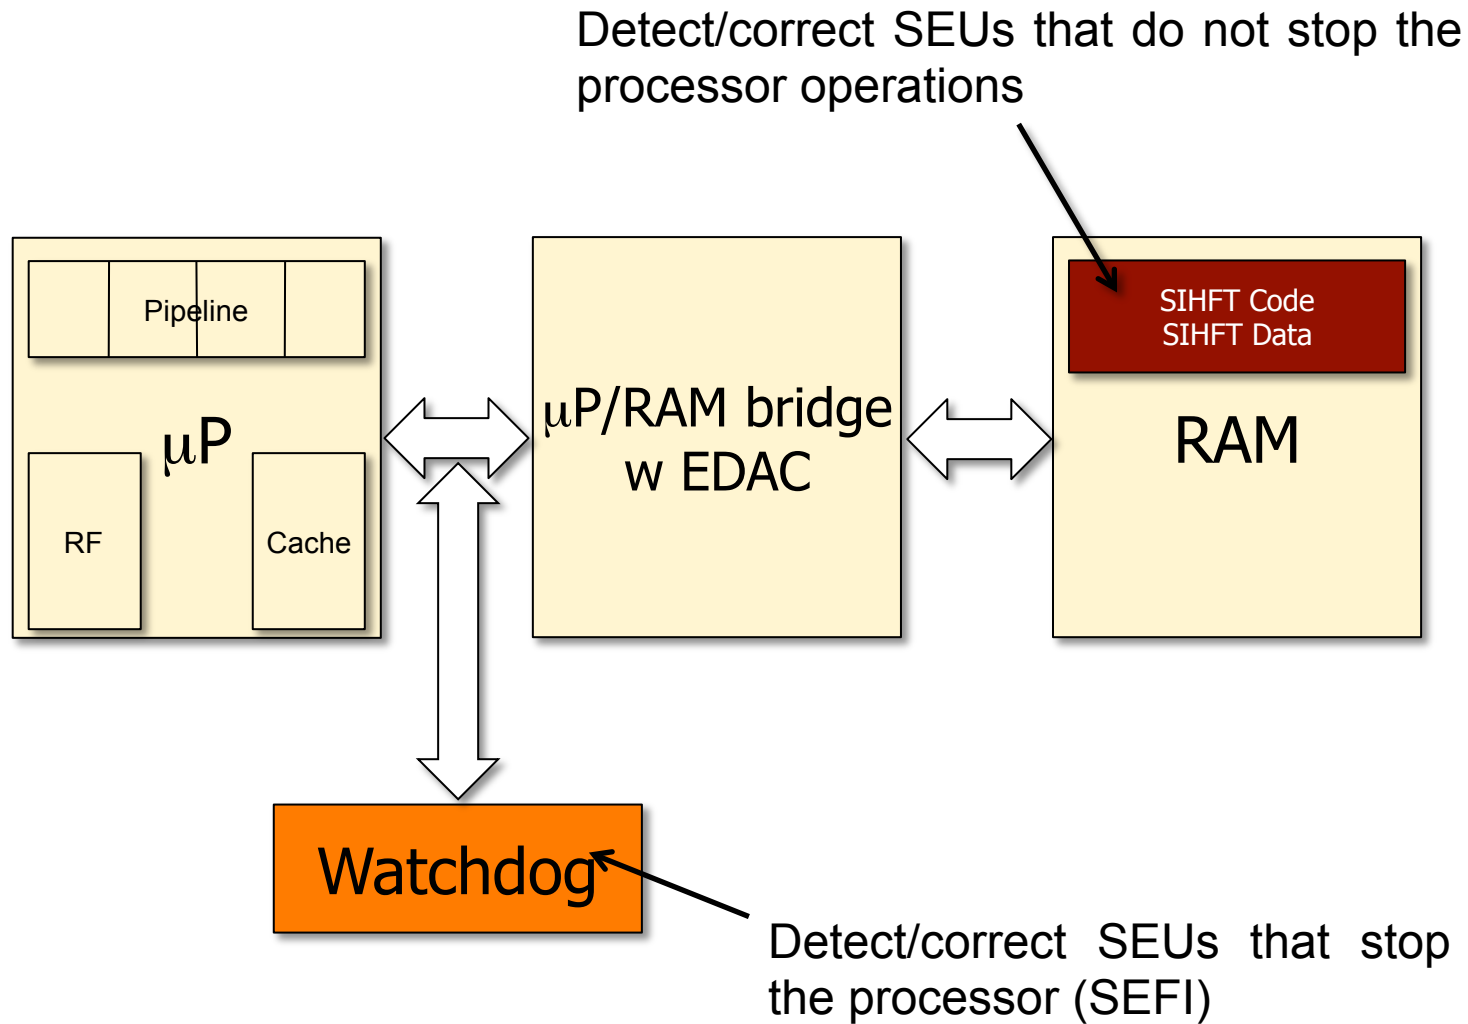 Detect/correct SEUs that do not stop the
processor operations
Pipeline
μP
RF
Cache
μP/RAM bridge
w EDAC
SIHFT Code
SIHFT Data
RAM
Watchdog
Detect/correct SEUs that stop
the processor (SEFI)